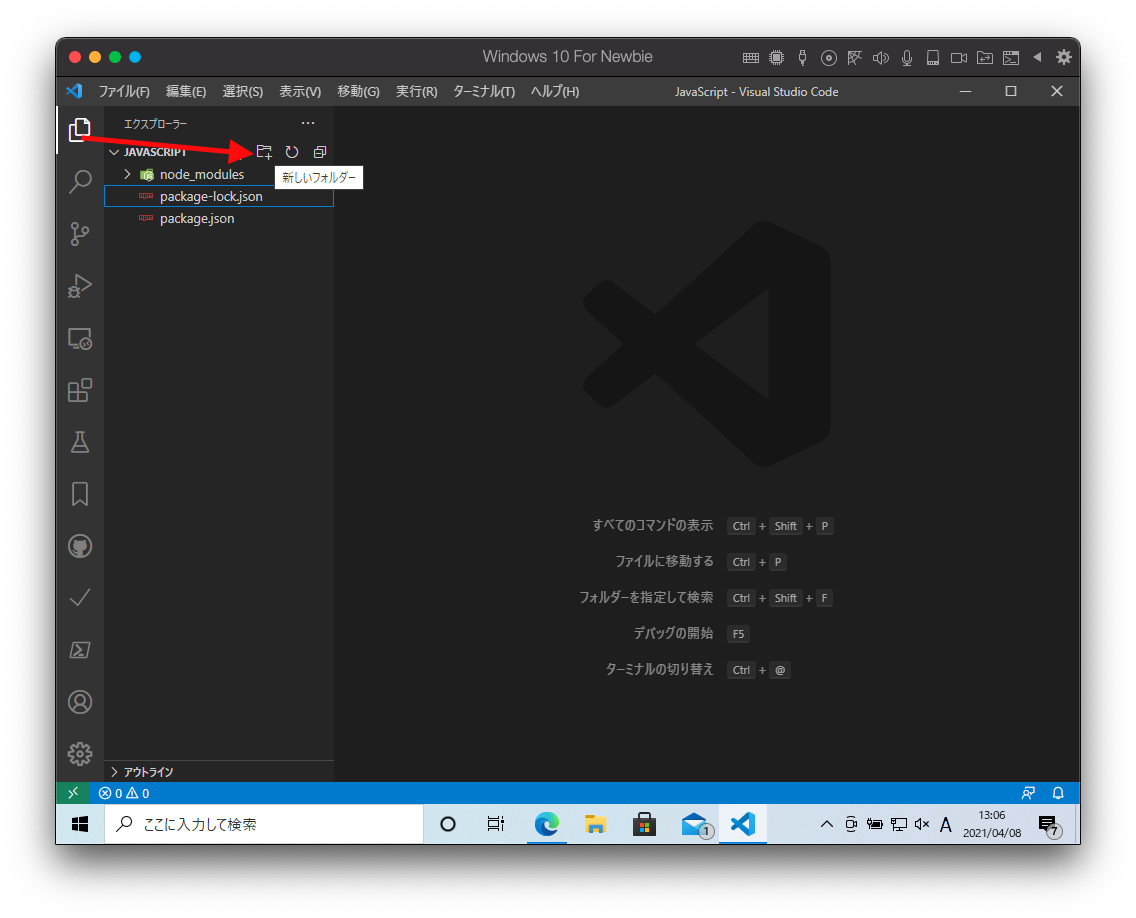 Windows 10 For Newbie
ファイル(F) 編集(E) 選択(S) 表示(V) 移動(G) 実行(R) ターミナル(T) ヘルプ(H) JavaScript - Visual Studio Code
エクスプローラー
JAVASCRIPT
node_modules
新しいフォルダー
package-lock.json
package.json
すべてのコマンドの表示 Ctrl + Shift + P
ファイルに移動する Ctrl + P
フォルダーを指定して検索 Ctrl + Shift + F
デバッグの開始 F5
ターミナルの切り替え Ctrl + @
アウトライン
0 0
ここに入力して検索
1
A
13:06
2021/04/08
7